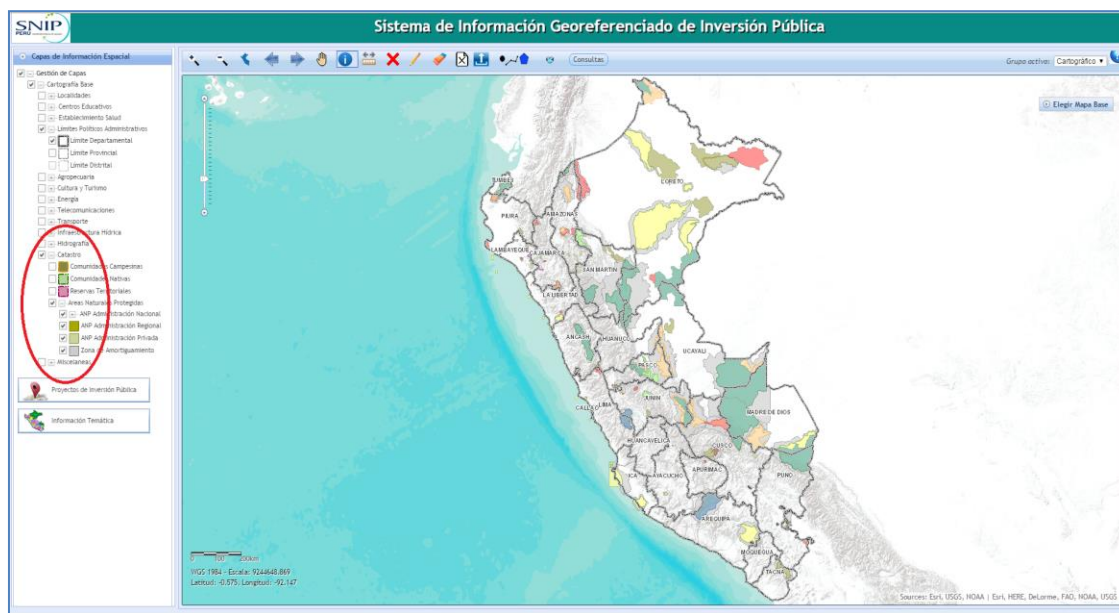 SNIP
PERÚ
Sistema de Información Georeferenciado de Inversión Pública
Capas de Información Espacial
Gestión de Capas
Cartografía Base
Localidades
Centros Educativos
Establecimiento Salud
Límites Políticos Administrativos
Límite Departamental
Límite Provincial
Límite Distrital
Agropecuaria
Cultura y Turismo
Energía
Telecomunicaciones
Transporte
Infraestructura Hídrica
Hidrografía
Catastro
Comunidades Campesinas
Comunidades Nativas
Reservas Territoriales
Areas Naturales Protegidas
ANP Administración Nacional
ANP Administración Regional
ANP Administración Privada
Zona de Amortiguamiento
Misceláneas
Proyectos de Inversión Pública
Información Temática
Consultas
Grupo activo: Cartográfico
Elegir Mapa Base
TUMBES
LORETO
PIURA
AMAZONAS
LAMBAYEQUE
CAJAMARCA
SAN MARTIN
LA LIBERTAD
ANCASH
HUANUCO
UCAYALI
PASCO
JUNIN
CALLAO
LIMA
MADRE DE DIOS
HUANCAVELICA
CUSCO
ICA
AYACUCHO
APURIMAC
PUNO
AREQUIPA
MOQUEGUA
TACNA
0 100 200km
WGS 1984 - Escala: 9244648.869
Latitud: -0.575, Longitud: -92.147
Sources: Esri, USGS, NOAA | Esri, HERE, DeLorme, FAO, NOAA, USGS